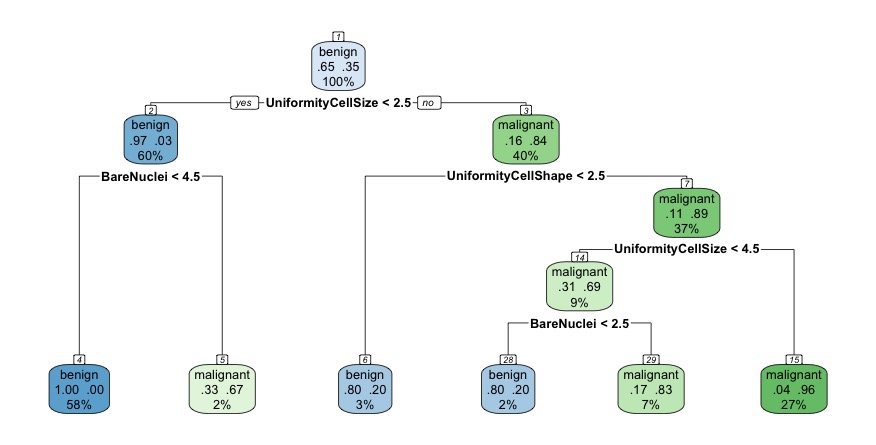 1
benign
.65 .35
100%
yes UniformityCellSize < 2.5 no
2
benign
.97 .03
60%
3
malignant
.16 .84
40%
BareNuclei < 4.5
UniformityCellShape < 2.5
7
malignant
.11 .89
37%
UniformityCellSize < 4.5
14
malignant
.31 .69
9%
BareNuclei < 2.5
4
benign
1.00 .00
58%
5
malignant
.33 .67
2%
6
benign
.80 .20
3%
28
benign
.80 .20
2%
29
malignant
.17 .83
7%
15
malignant
.04 .96
27%